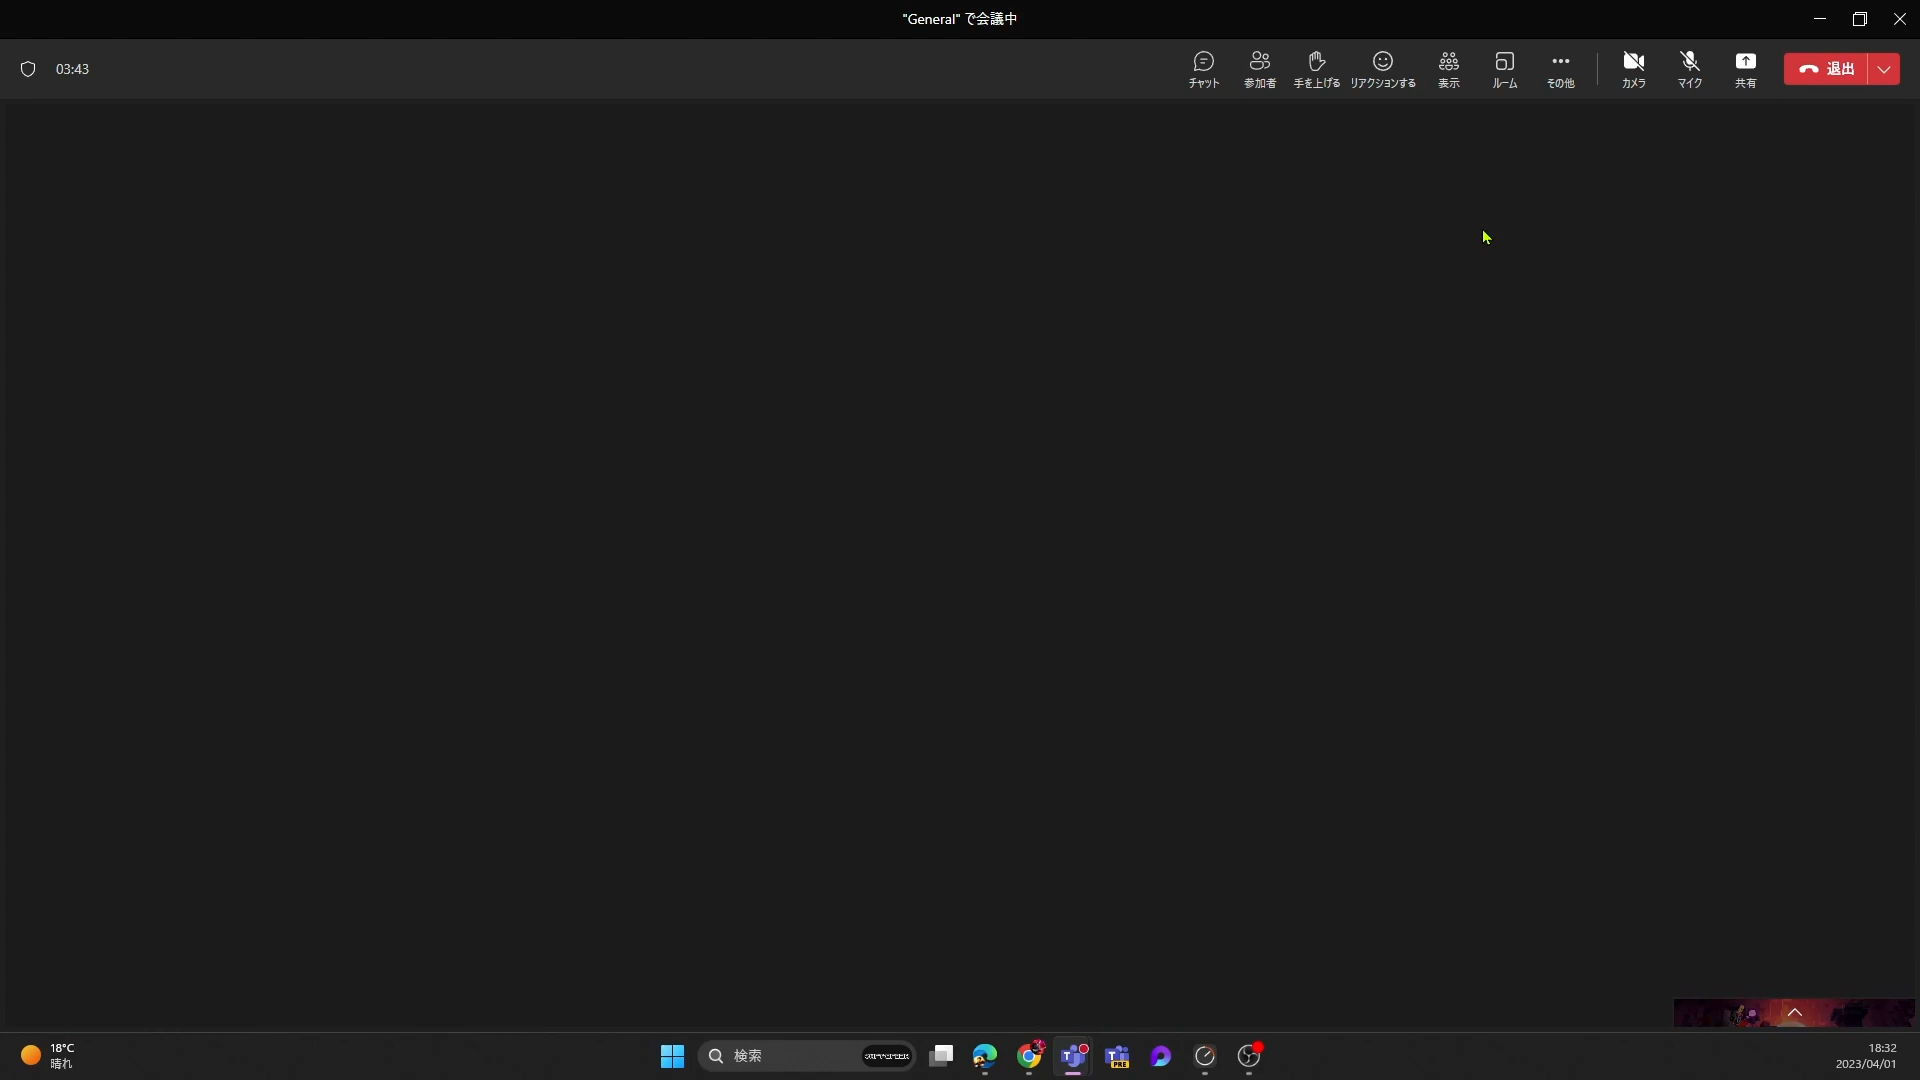 "General" で会議中
03:43
チャット
参加者
手を上げる
リアクションする
表示
ルーム
その他
カメラ
マイク
共有
退出
18°C
晴れ
検索
T
T
PRE
18:32
2023/04/01